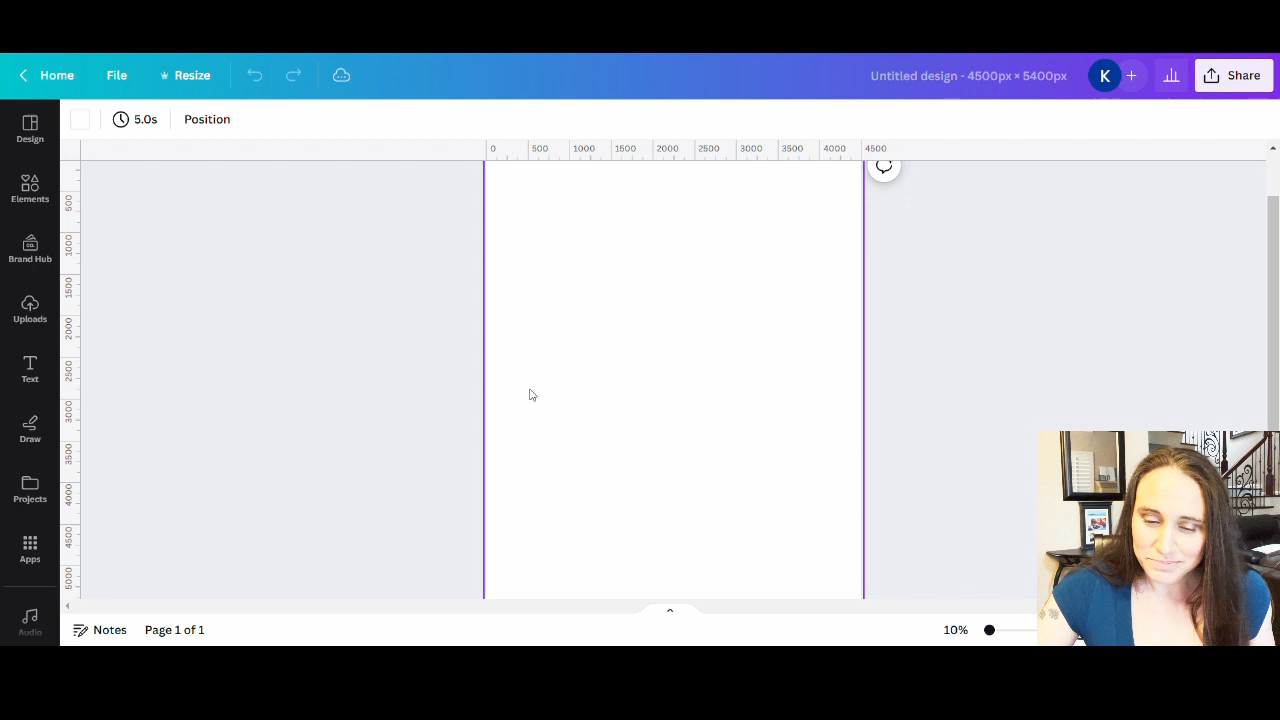 Home File Resize Untitled design - 4500px × 5400px K + Share
5.0s Position
0 500 1000 1500 2000 2500 3000 3500 4000 4500
500
1000
1500
2000
2500
3000
3500
4000
4500
5000
Design
Elements
CO.
Brand Hub
Uploads
Text
Draw
Projects
Apps
Audio
Notes Page 1 of 1 10%